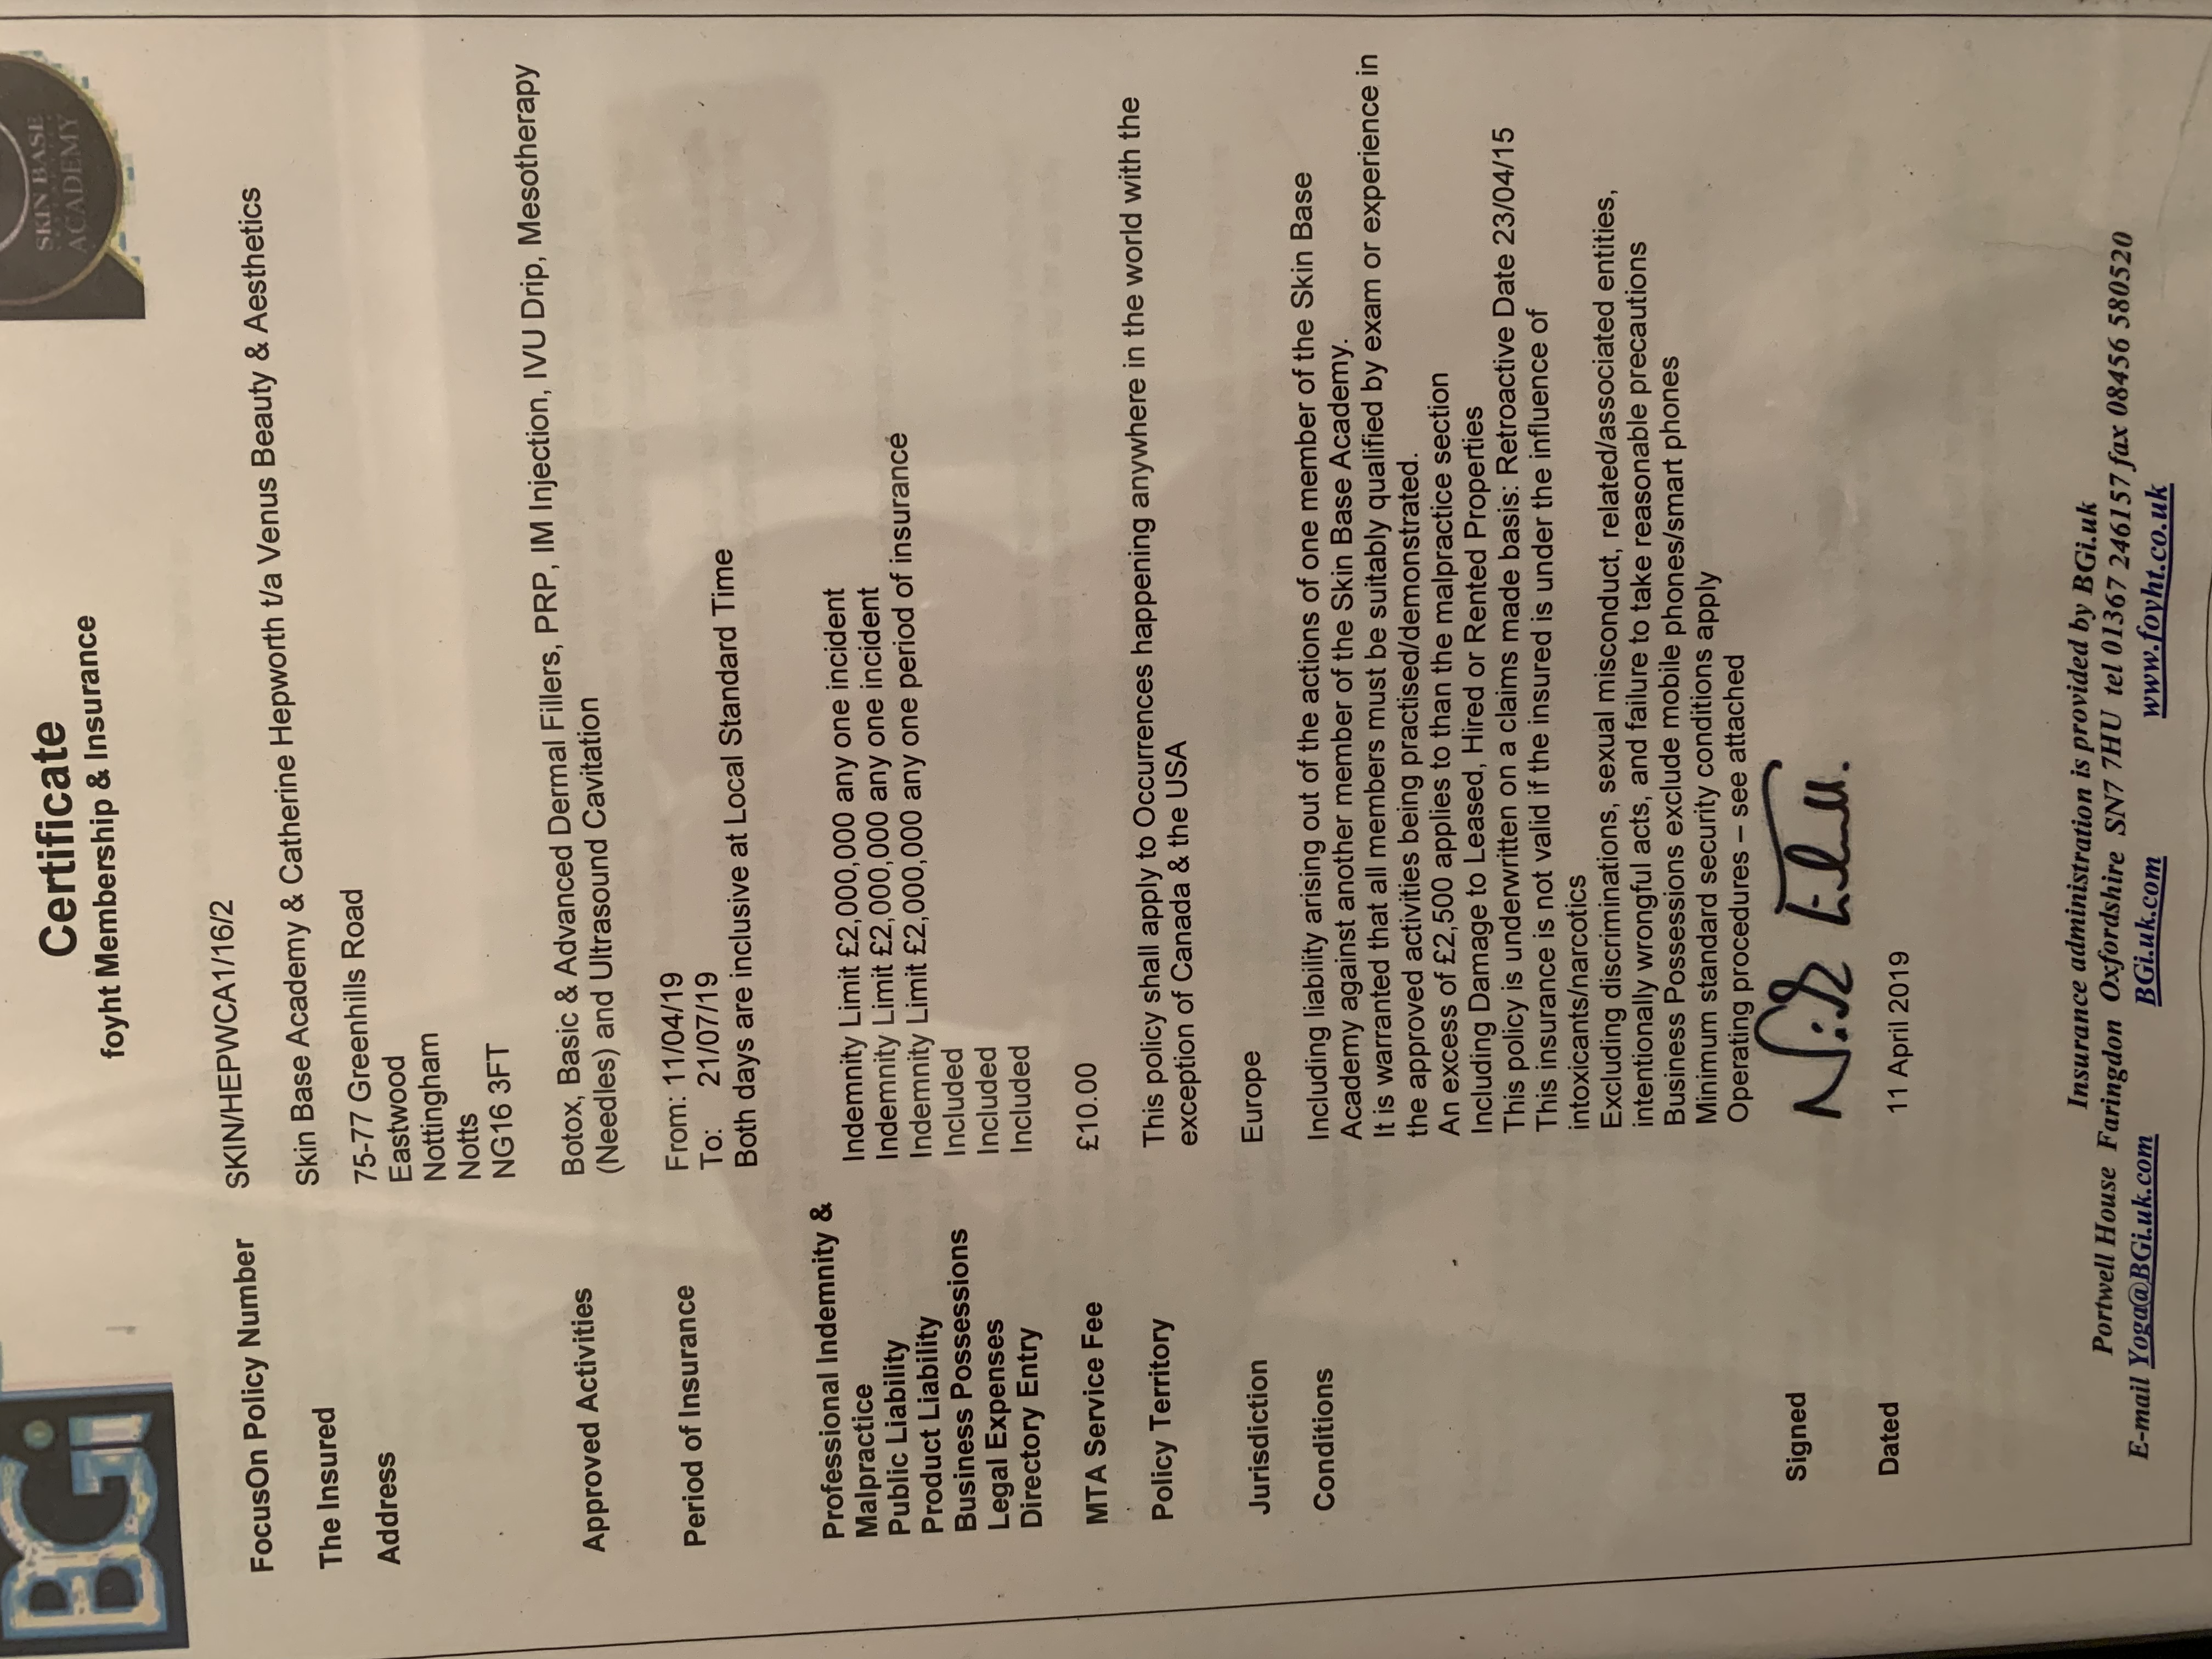 BGi
SKIN BASE
ACADEMY
Certificate
foyht Membership & Insurance
FocusOn Policy Number SKIN/HEPWCA1/16/2
The Insured Skin Base Academy & Catherine Hepworth t/a Venus Beauty & Aesthetics
Address 75-77 Greenhills Road
Eastwood
Nottingham
Notts
NG16 3FT
Approved Activities Botox, Basic & Advanced Dermal Fillers, PRP, IM Injection, IVU Drip, Mesotherapy
(Needles) and Ultrasound Cavitation
Period of Insurance From: 11/04/19
To: 21/07/19
Both days are inclusive at Local Standard Time
Professional Indemnity &
Malpractice Indemnity Limit £2,000,000 any one incident
Public Liability Indemnity Limit £2,000,000 any one incident
Product Liability Indemnity Limit £2,000,000 any one period of insurance
Business Possessions Included
Legal Expenses Included
Directory Entry Included
MTA Service Fee £10.00
Policy Territory This policy shall apply to Occurrences happening anywhere in the world with the
exception of Canada & the USA
Jurisdiction Europe
Conditions Including liability arising out of the actions of one member of the Skin Base
Academy against another member of the Skin Base Academy.
It is warranted that all members must be suitably qualified by exam or experience in
the approved activities being practised/demonstrated.
An excess of £2,500 applies to than the malpractice section
Including Damage to Leased, Hired or Rented Properties
This policy is underwritten on a claims made basis: Retroactive Date 23/04/15
This insurance is not valid if the insured is under the influence of
intoxicants/narcotics
Excluding discriminations, sexual misconduct, related/associated entities,
intentionally wrongful acts, and failure to take reasonable precautions
Business Possessions exclude mobile phones/smart phones
Minimum standard security conditions apply
Operating procedures – see attached
Signed
Dated 11 April 2019
Insurance administration is provided by BGi.uk
Portwell House Faringdon Oxfordshire SN7 7HU tel 01367 246157 fax 08456 580520
E-mail Yoga@BGi.uk.com BGi.uk.com www.foyht.co.uk